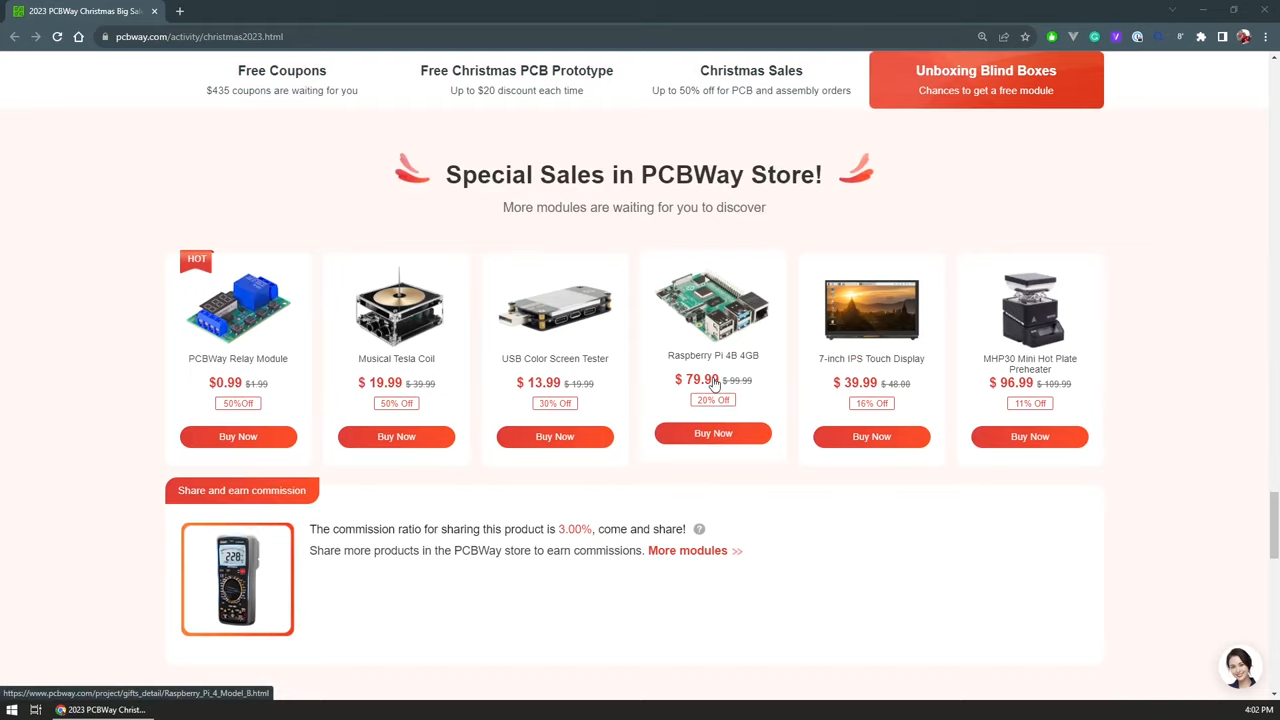 2023 PCBWay Christmas Big Sal
pcbway.com/activity/christmas2023.html
Free Coupons
$435 coupons are waiting for you
Free Christmas PCB Prototype
Up to $20 discount each time
Christmas Sales
Up to 50% off for PCB and assembly orders
Unboxing Blind Boxes
Chances to get a free module
Special Sales in PCBWay Store!
More modules are waiting for you to discover
HOT
PCBWay Relay Module
$0.99 $1.99
50%Off
Buy Now
Musical Tesla Coil
$ 19.99 $ 39.99
50% Off
Buy Now
USB Color Screen Tester
$ 13.99 $ 19.99
30% Off
Buy Now
Raspberry Pi 4B 4GB
$ 79.99 $ 99.99
20% Off
Buy Now
7-inch IPS Touch Display
$ 39.99 $ 48.00
16% Off
Buy Now
MHP30 Mini Hot Plate
Preheater
$ 96.99 $ 109.99
11% Off
Buy Now
Share and earn commission
The commission ratio for sharing this product is 3.00%, come and share! ?
Share more products in the PCBWay store to earn commissions. More modules >>
https://www.pcbway.com/project/gifts_detail/Raspberry_Pi_4_Model_B.html
2023 PCBWay Christ...
4:02 PM